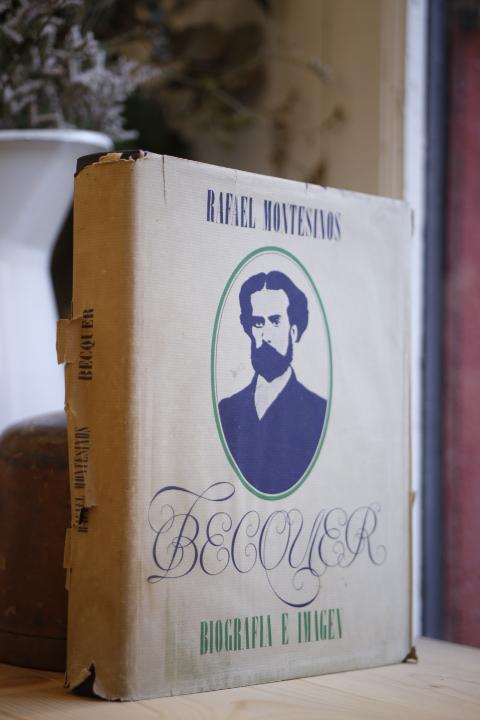 RAFAEL MONTESINOS
BECQUER
BIOGRAFIA E IMAGEN
BECQUER
RAFAEL MONTESINOS